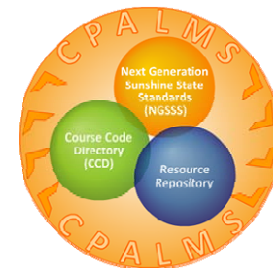 CPALMS
Next Generation
Sunshine State
Standards
(NGSSS)
Course Code
Directory
(CCD)
Resource
Repository
CPALMS